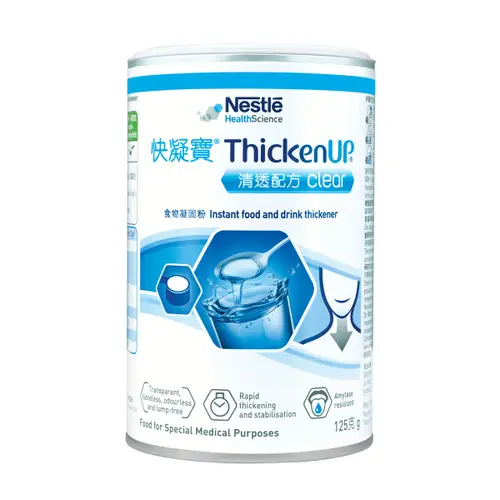 Nestlé
HealthScience
快凝寶® ThickenUP®
清透配方 clear
食物凝固粉 Instant food and drink thickener
Transparent,
tasteless, odourless
and lump-free
Rapid
thickening
and stabilisation
Amylase
resistant
Food for Special Medical Purposes
125克 g